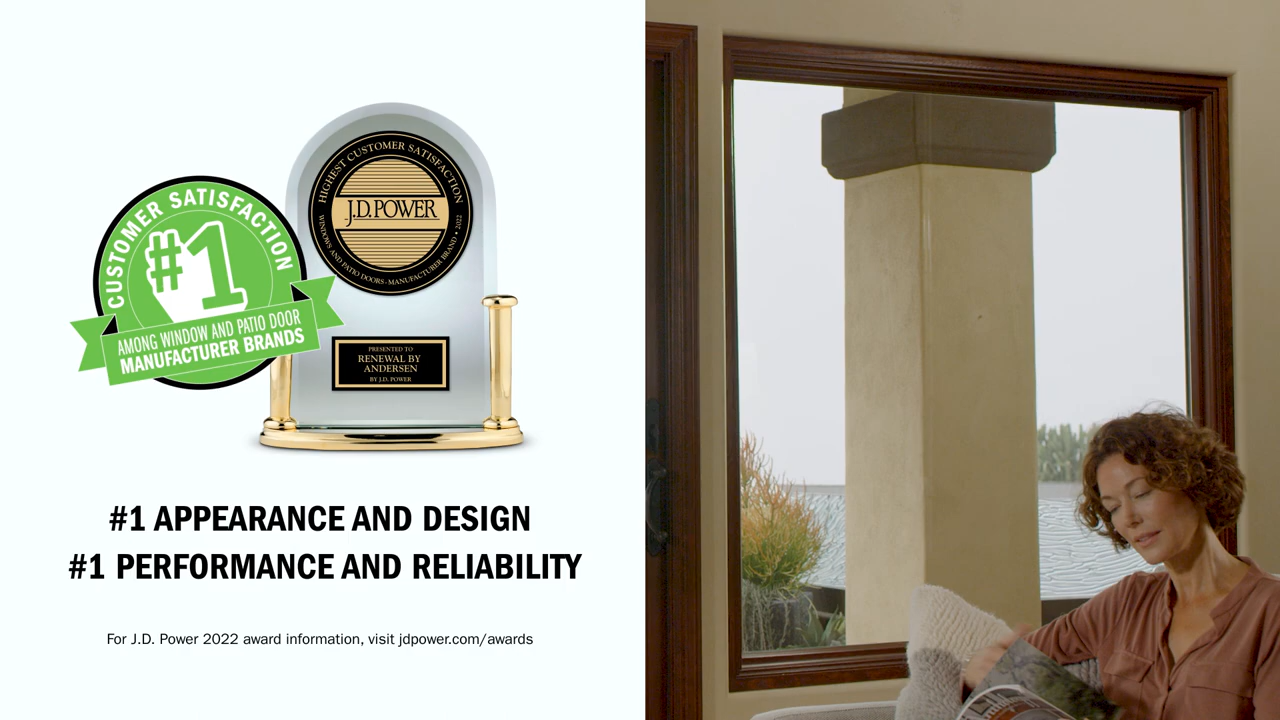 CUSTOMER SATISFACTION
#1
AMONG WINDOW AND PATIO DOOR
MANUFACTURER BRANDS
HIGHEST CUSTOMER SATISFACTION
J.D. POWER
WINDOWS AND PATIO DOORS - MANUFACTURER BRAND • 2022
PRESENTED TO
RENEWAL BY
ANDERSEN
BY J.D. POWER
#1 APPEARANCE AND DESIGN
#1 PERFORMANCE AND RELIABILITY
For J.D. Power 2022 award information, visit jdpower.com/awards